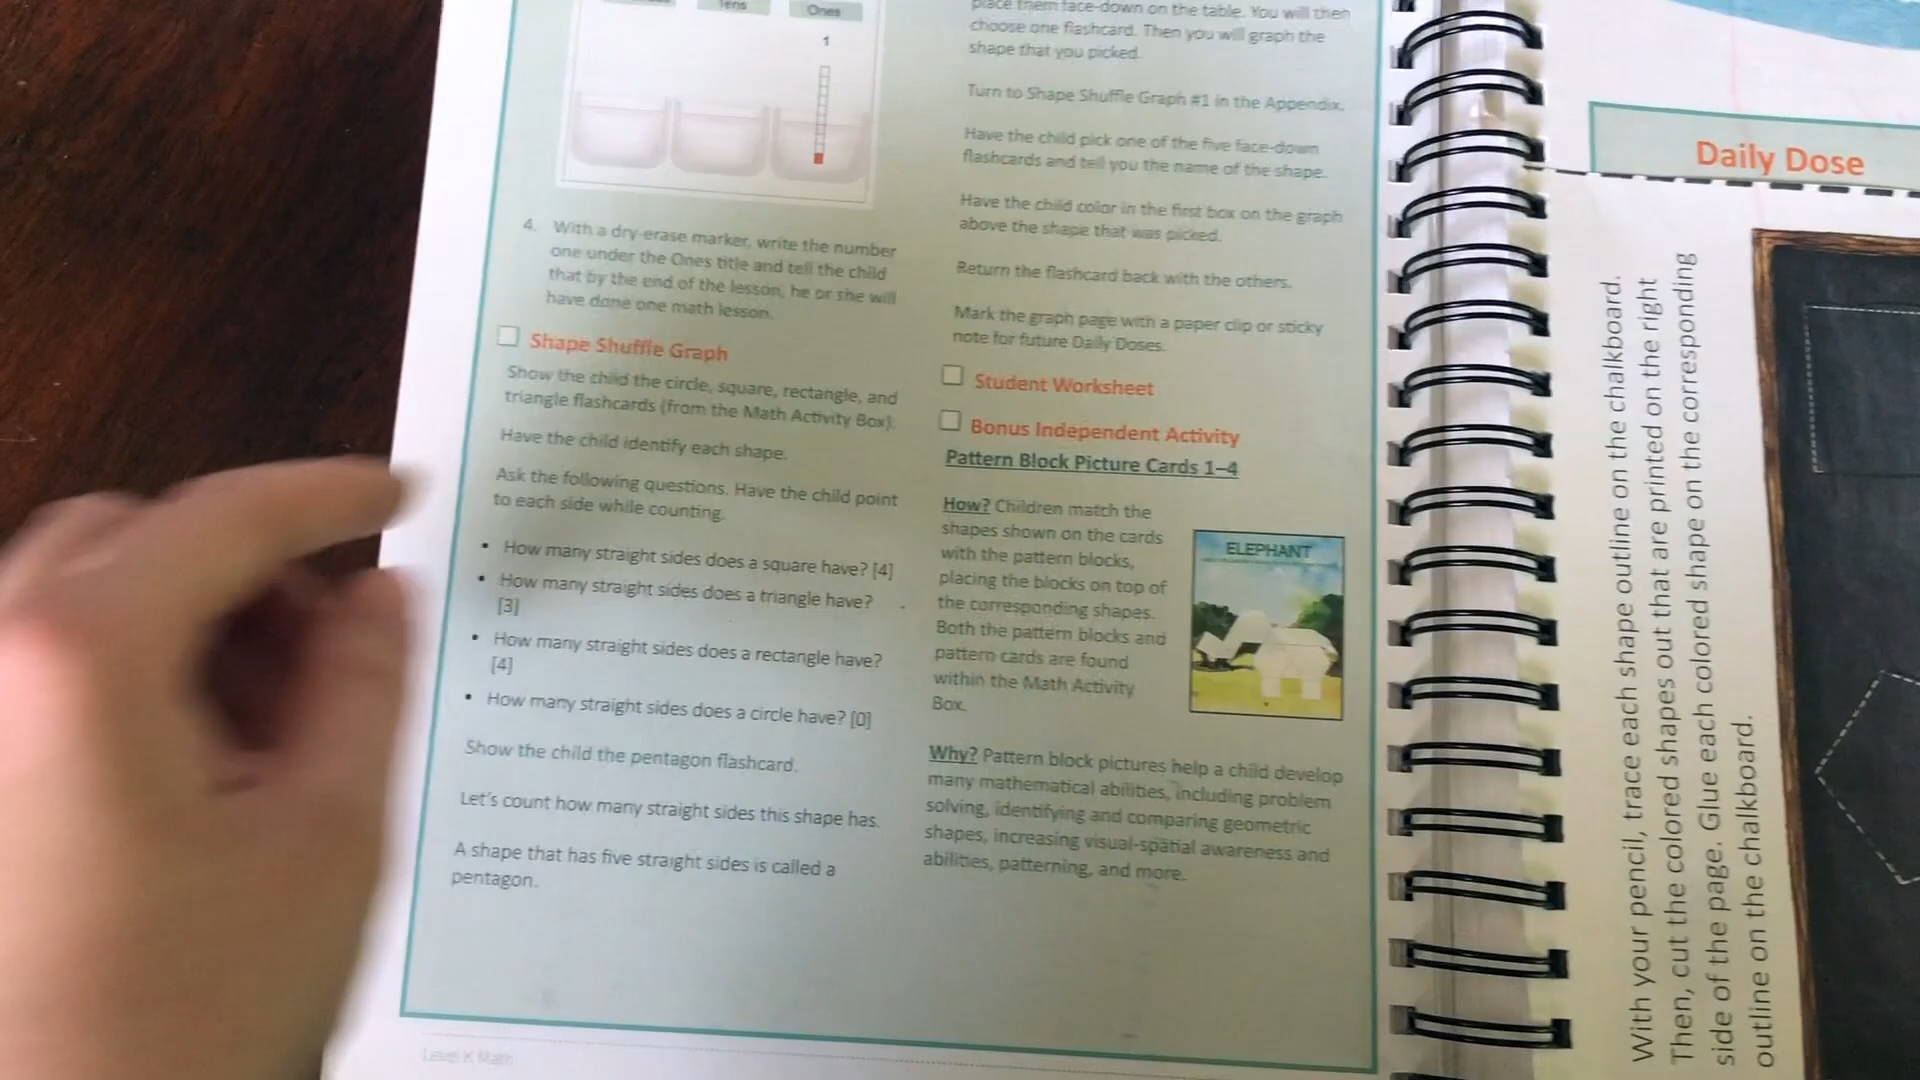 Tens
Ones
1
4. With a dry-erase marker, write the number
one under the Ones title and tell the child
that by the end of the lesson, he or she will
have done one math lesson.
Shape Shuffle Graph
Show the child the circle, square, rectangle, and
triangle flashcards (from the Math Activity Box).
Have the child identify each shape.
Ask the following questions. Have the child point
to each side while counting.
• How many straight sides does a square have? [4]
• How many straight sides does a triangle have?
[3]
• How many straight sides does a rectangle have?
[4]
• How many straight sides does a circle have? [0]
Show the child the pentagon flashcard.
Let's count how many straight sides this shape has.
A shape that has five straight sides is called a
pentagon.
Level K Math
place them face-down on the table. You will then
choose one flashcard. Then you will graph the
shape that you picked.
Turn to Shape Shuffle Graph #1 in the Appendix.
Have the child pick one of the five face-down
flashcards and tell you the name of the shape.
Have the child color in the first box on the graph
above the shape that was picked.
Return the flashcard back with the others.
Mark the graph page with a paper clip or sticky
note for future Daily Doses.
Student Worksheet
Bonus Independent Activity
Pattern Block Picture Cards 1–4
How? Children match the
shapes shown on the cards
with the pattern blocks,
placing the blocks on top of
the corresponding shapes.
Both the pattern blocks and
pattern cards are found
within the Math Activity
Box.
ELEPHANT
Why? Pattern block pictures help a child develop
many mathematical abilities, including problem
solving, identifying and comparing geometric
shapes, increasing visual-spatial awareness and
abilities, patterning, and more.
Daily Dose
With your pencil, trace each shape outline on the chalkboard.
Then, cut the colored shapes out that are printed on the right
side of the page. Glue each colored shape on the corresponding
outline on the chalkboard.